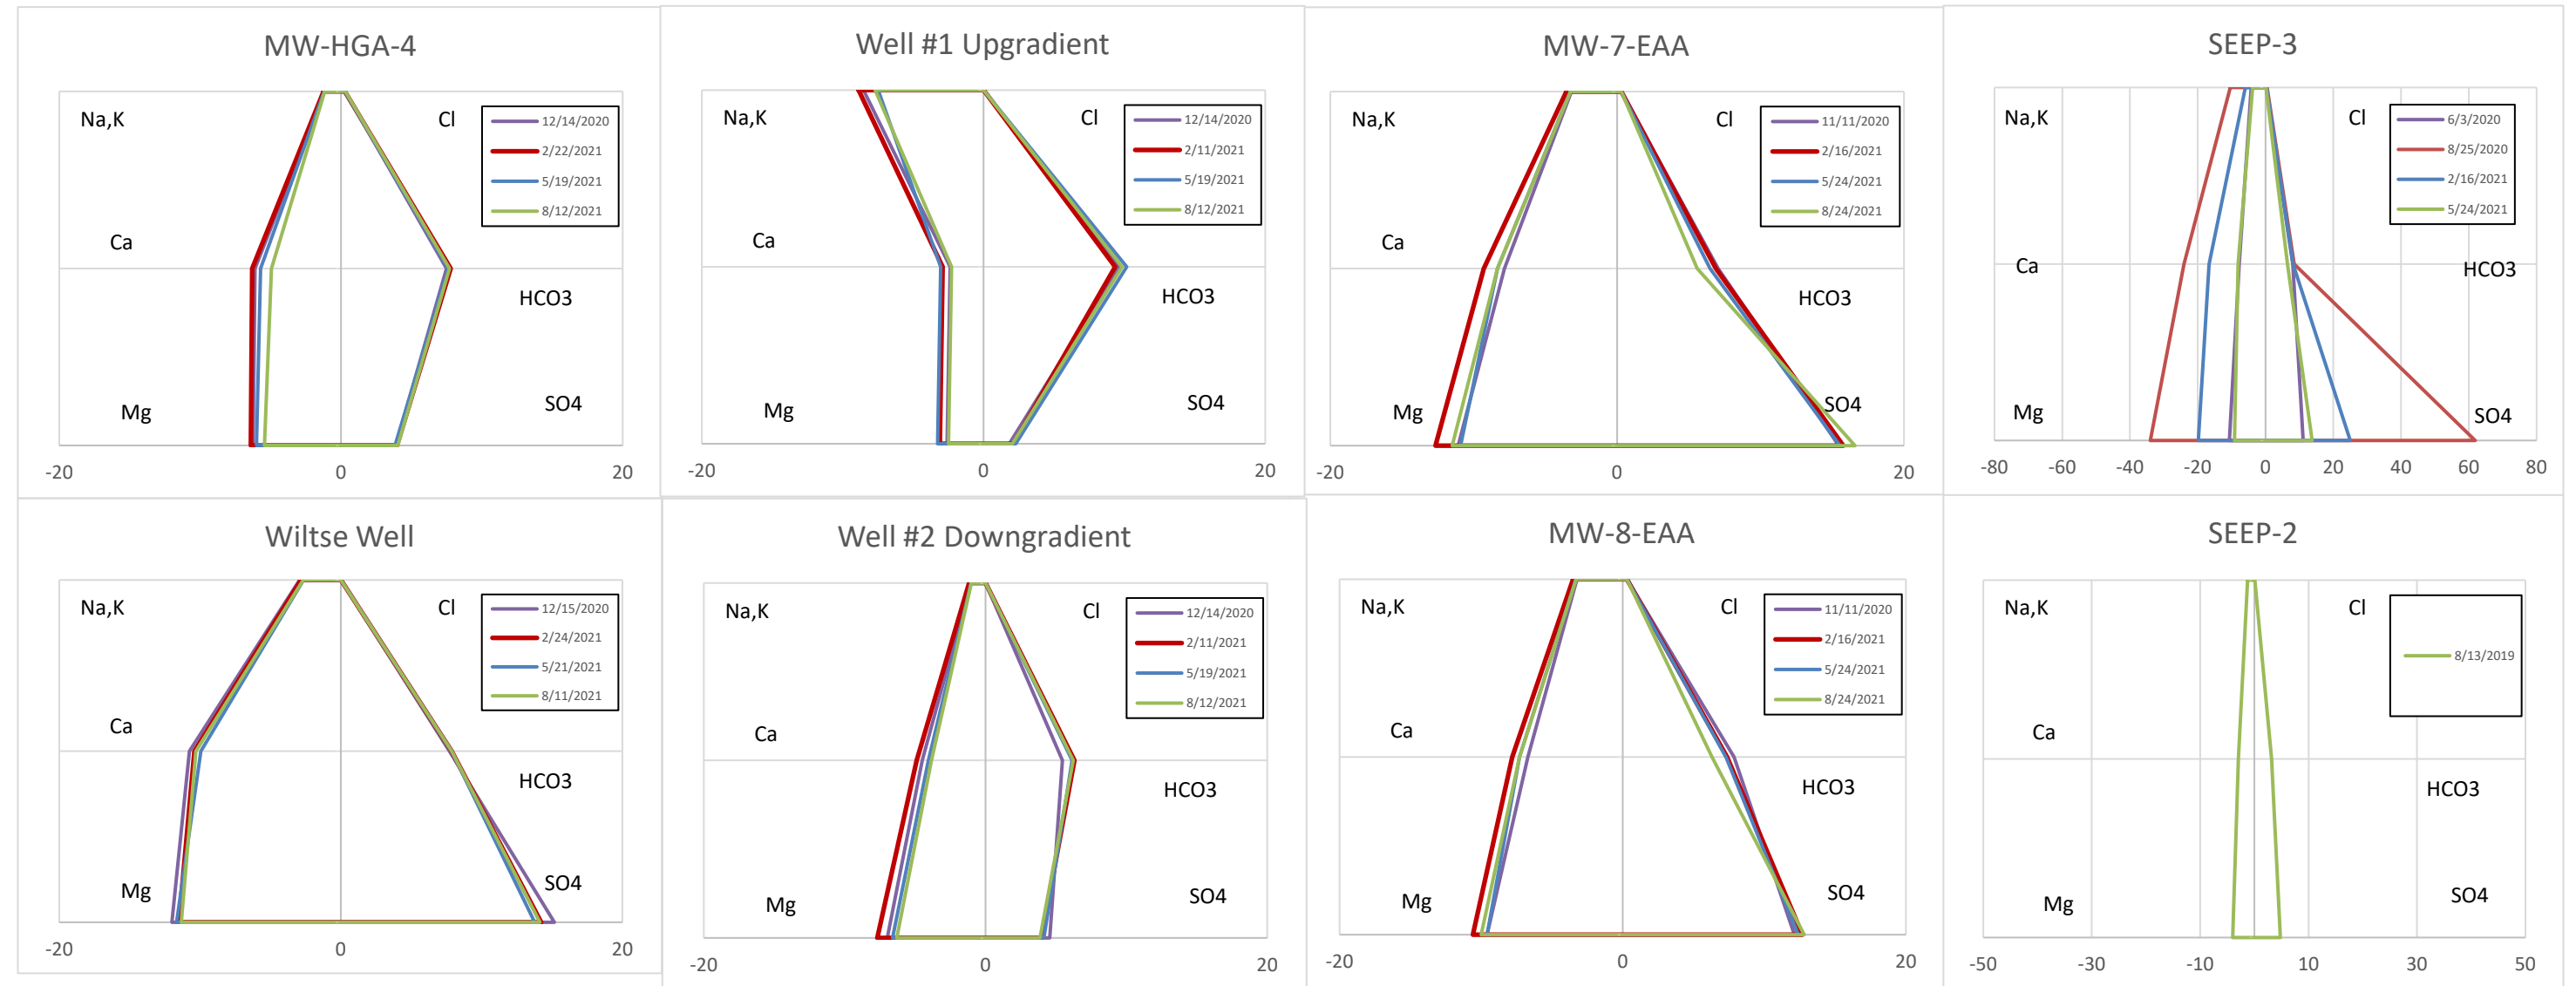 MW-HGA-4
Na,K
Cl
12/14/2020
2/22/2021
5/19/2021
8/12/2021
Ca
HCO3
Mg
SO4
-20 0 20
Well #1 Upgradient
Na,K
Cl
12/14/2020
2/11/2021
5/19/2021
8/12/2021
Ca
HCO3
Mg
SO4
-20 0 20
MW-7-EAA
Na,K
Cl
11/11/2020
2/16/2021
5/24/2021
8/24/2021
Ca
HCO3
Mg
SO4
-20 0 20
SEEP-3
Na,K
Cl
6/3/2020
8/25/2020
2/16/2021
5/24/2021
Ca
HCO3
Mg
SO4
-80 -60 -40 -20 0 20 40 60 80
Wiltse Well
Na,K
Cl
12/15/2020
2/24/2021
5/21/2021
8/11/2021
Ca
HCO3
Mg
SO4
-20 0 20
Well #2 Downgradient
Na,K
Cl
12/14/2020
2/11/2021
5/19/2021
8/12/2021
Ca
HCO3
Mg
SO4
-20 0 20
MW-8-EAA
Na,K
Cl
11/11/2020
2/16/2021
5/24/2021
8/24/2021
Ca
HCO3
Mg
SO4
-20 0 20
SEEP-2
Na,K
Cl
8/13/2019
Ca
HCO3
Mg
SO4
-50 -30 -10 10 30 50